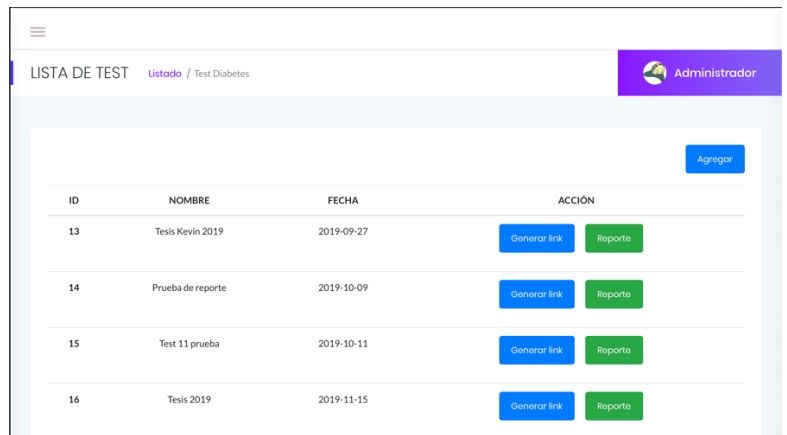 LISTA DE TEST Listado / Test Diabetes Administrador
Agregar
ID NOMBRE FECHA ACCIÓN
13 Tesis Kevin 2019 2019-09-27 Generar link Reporte
14 Prueba de reporte 2019-10-09 Generar link Reporte
15 Test 11 prueba 2019-10-11 Generar link Reporte
16 Tesis 2019 2019-11-15 Generar link Reporte